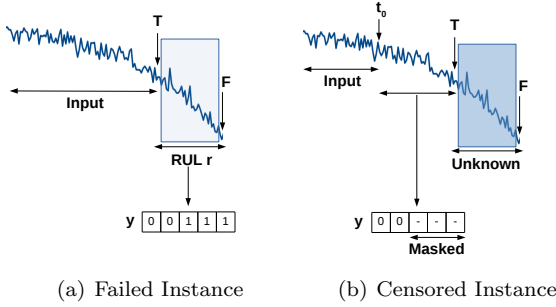 T
F
Input
RUL r
y 0 0 1 1 1
(a) Failed Instance
t0
T
F
Input
Unknown
y 0 0 - - -
Masked
(b) Censored Instance